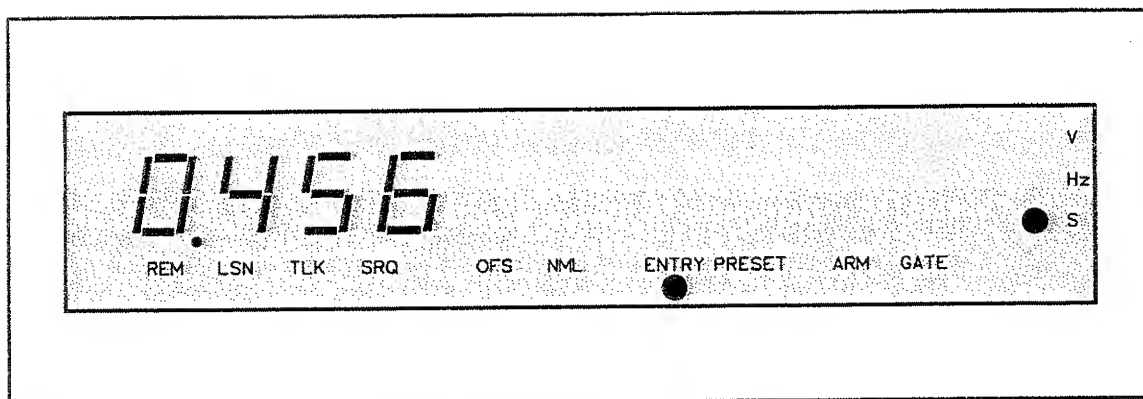 V
Hz
0.456 S
REM LSN TLK SRQ OFS NML ENTRY PRESET ARM GATE